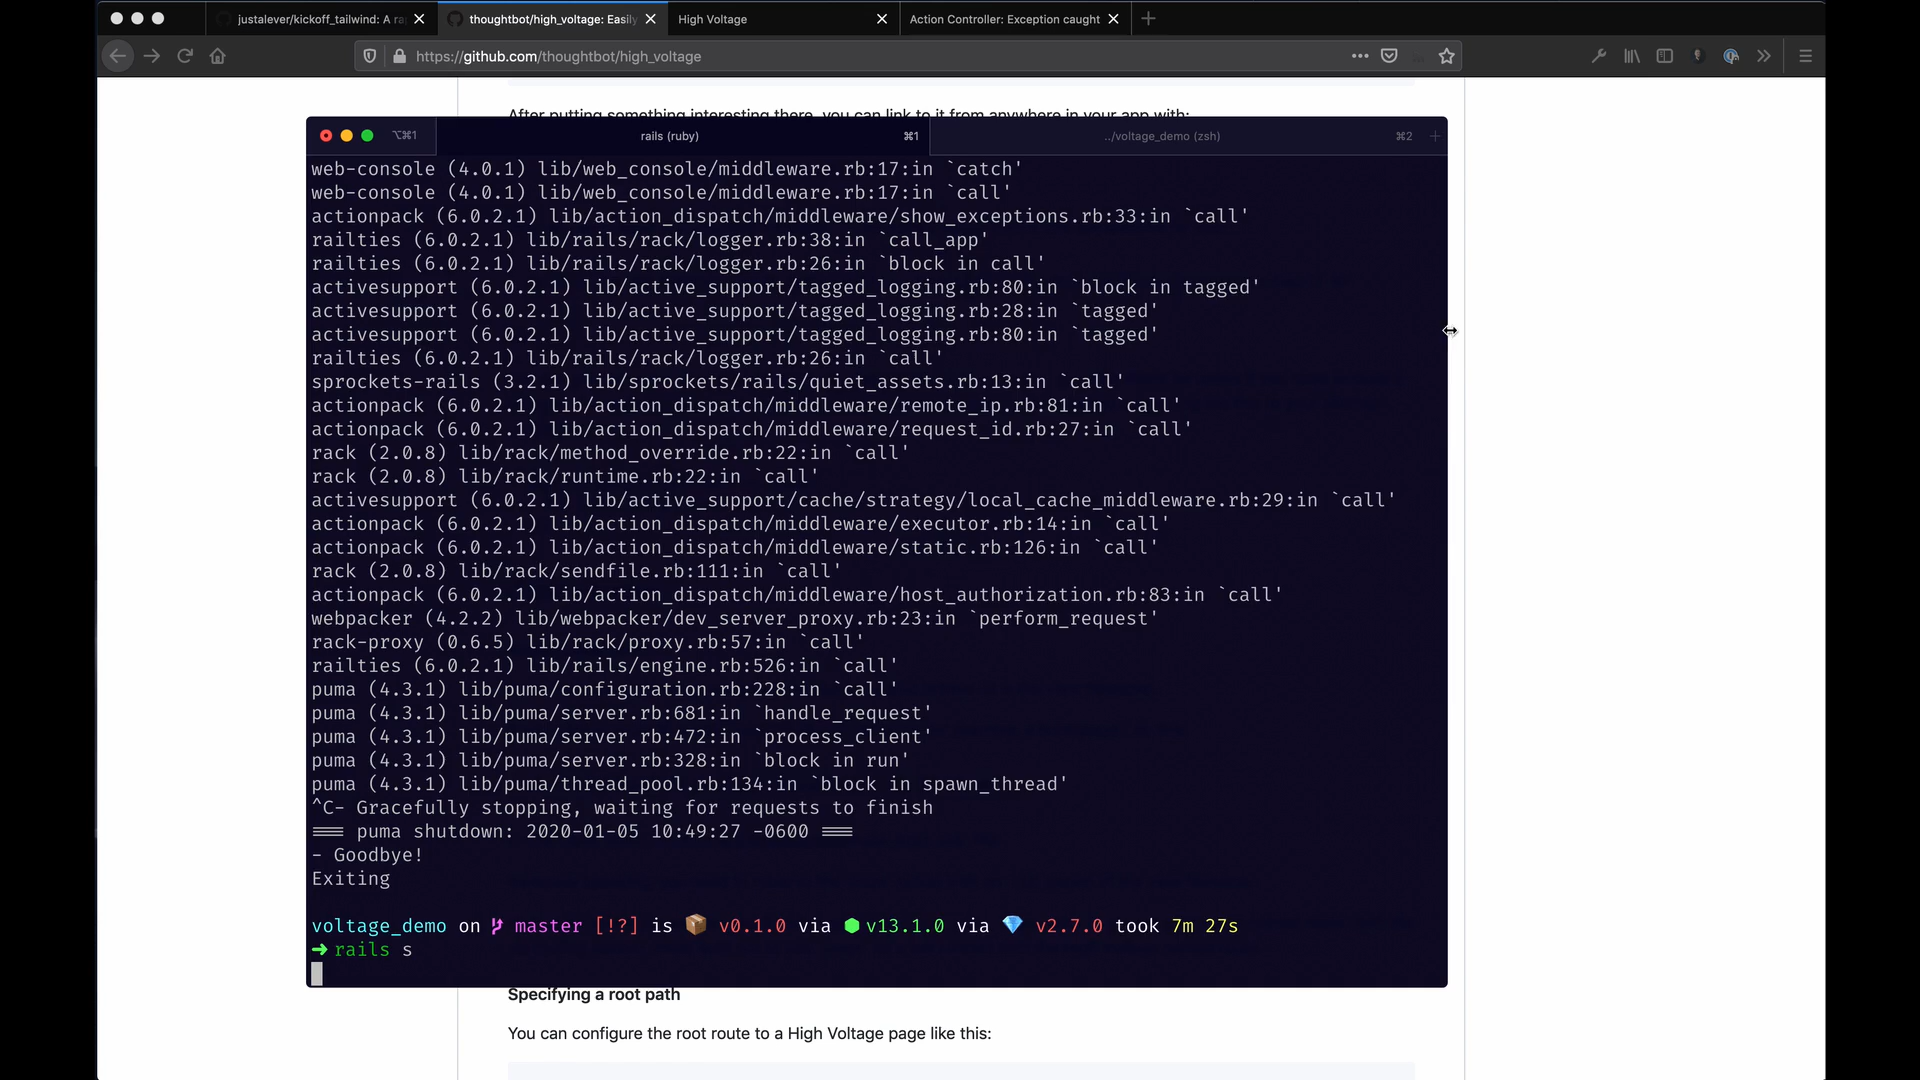 justalever/kickoff_tailwind: A ra
thoughtbot/high_voltage: Easily
High Voltage
Action Controller: Exception caught
https://github.com/thoughtbot/high_voltage
After putting something interesting there, you can link to it from anywhere in your app with:
⌥⌘1
rails (ruby)
⌘1
../voltage_demo (zsh)
⌘2
web-console (4.0.1) lib/web_console/middleware.rb:17:in `catch'
web-console (4.0.1) lib/web_console/middleware.rb:17:in `call'
actionpack (6.0.2.1) lib/action_dispatch/middleware/show_exceptions.rb:33:in `call'
railties (6.0.2.1) lib/rails/rack/logger.rb:38:in `call_app'
railties (6.0.2.1) lib/rails/rack/logger.rb:26:in `block in call'
activesupport (6.0.2.1) lib/active_support/tagged_logging.rb:80:in `block in tagged'
activesupport (6.0.2.1) lib/active_support/tagged_logging.rb:28:in `tagged'
activesupport (6.0.2.1) lib/active_support/tagged_logging.rb:80:in `tagged'
railties (6.0.2.1) lib/rails/rack/logger.rb:26:in `call'
sprockets-rails (3.2.1) lib/sprockets/rails/quiet_assets.rb:13:in `call'
actionpack (6.0.2.1) lib/action_dispatch/middleware/remote_ip.rb:81:in `call'
actionpack (6.0.2.1) lib/action_dispatch/middleware/request_id.rb:27:in `call'
rack (2.0.8) lib/rack/method_override.rb:22:in `call'
rack (2.0.8) lib/rack/runtime.rb:22:in `call'
activesupport (6.0.2.1) lib/active_support/cache/strategy/local_cache_middleware.rb:29:in `call'
actionpack (6.0.2.1) lib/action_dispatch/middleware/executor.rb:14:in `call'
actionpack (6.0.2.1) lib/action_dispatch/middleware/static.rb:126:in `call'
rack (2.0.8) lib/rack/sendfile.rb:111:in `call'
actionpack (6.0.2.1) lib/action_dispatch/middleware/host_authorization.rb:83:in `call'
webpacker (4.2.2) lib/webpacker/dev_server_proxy.rb:23:in `perform_request'
rack-proxy (0.6.5) lib/rack/proxy.rb:57:in `call'
railties (6.0.2.1) lib/rails/engine.rb:526:in `call'
puma (4.3.1) lib/puma/configuration.rb:228:in `call'
puma (4.3.1) lib/puma/server.rb:681:in `handle_request'
puma (4.3.1) lib/puma/server.rb:472:in `process_client'
puma (4.3.1) lib/puma/server.rb:328:in `block in run'
puma (4.3.1) lib/puma/thread_pool.rb:134:in `block in spawn_thread'
^C- Gracefully stopping, waiting for requests to finish
=== puma shutdown: 2020-01-05 10:49:27 -0600 ===
- Goodbye!
Exiting
voltage_demo on master [!?] is 📦 v0.1.0 via ⬢ v13.1.0 via 💎 v2.7.0 took 7m 27s
➜ rails s
Specifying a root path
You can configure the root route to a High Voltage page like this: